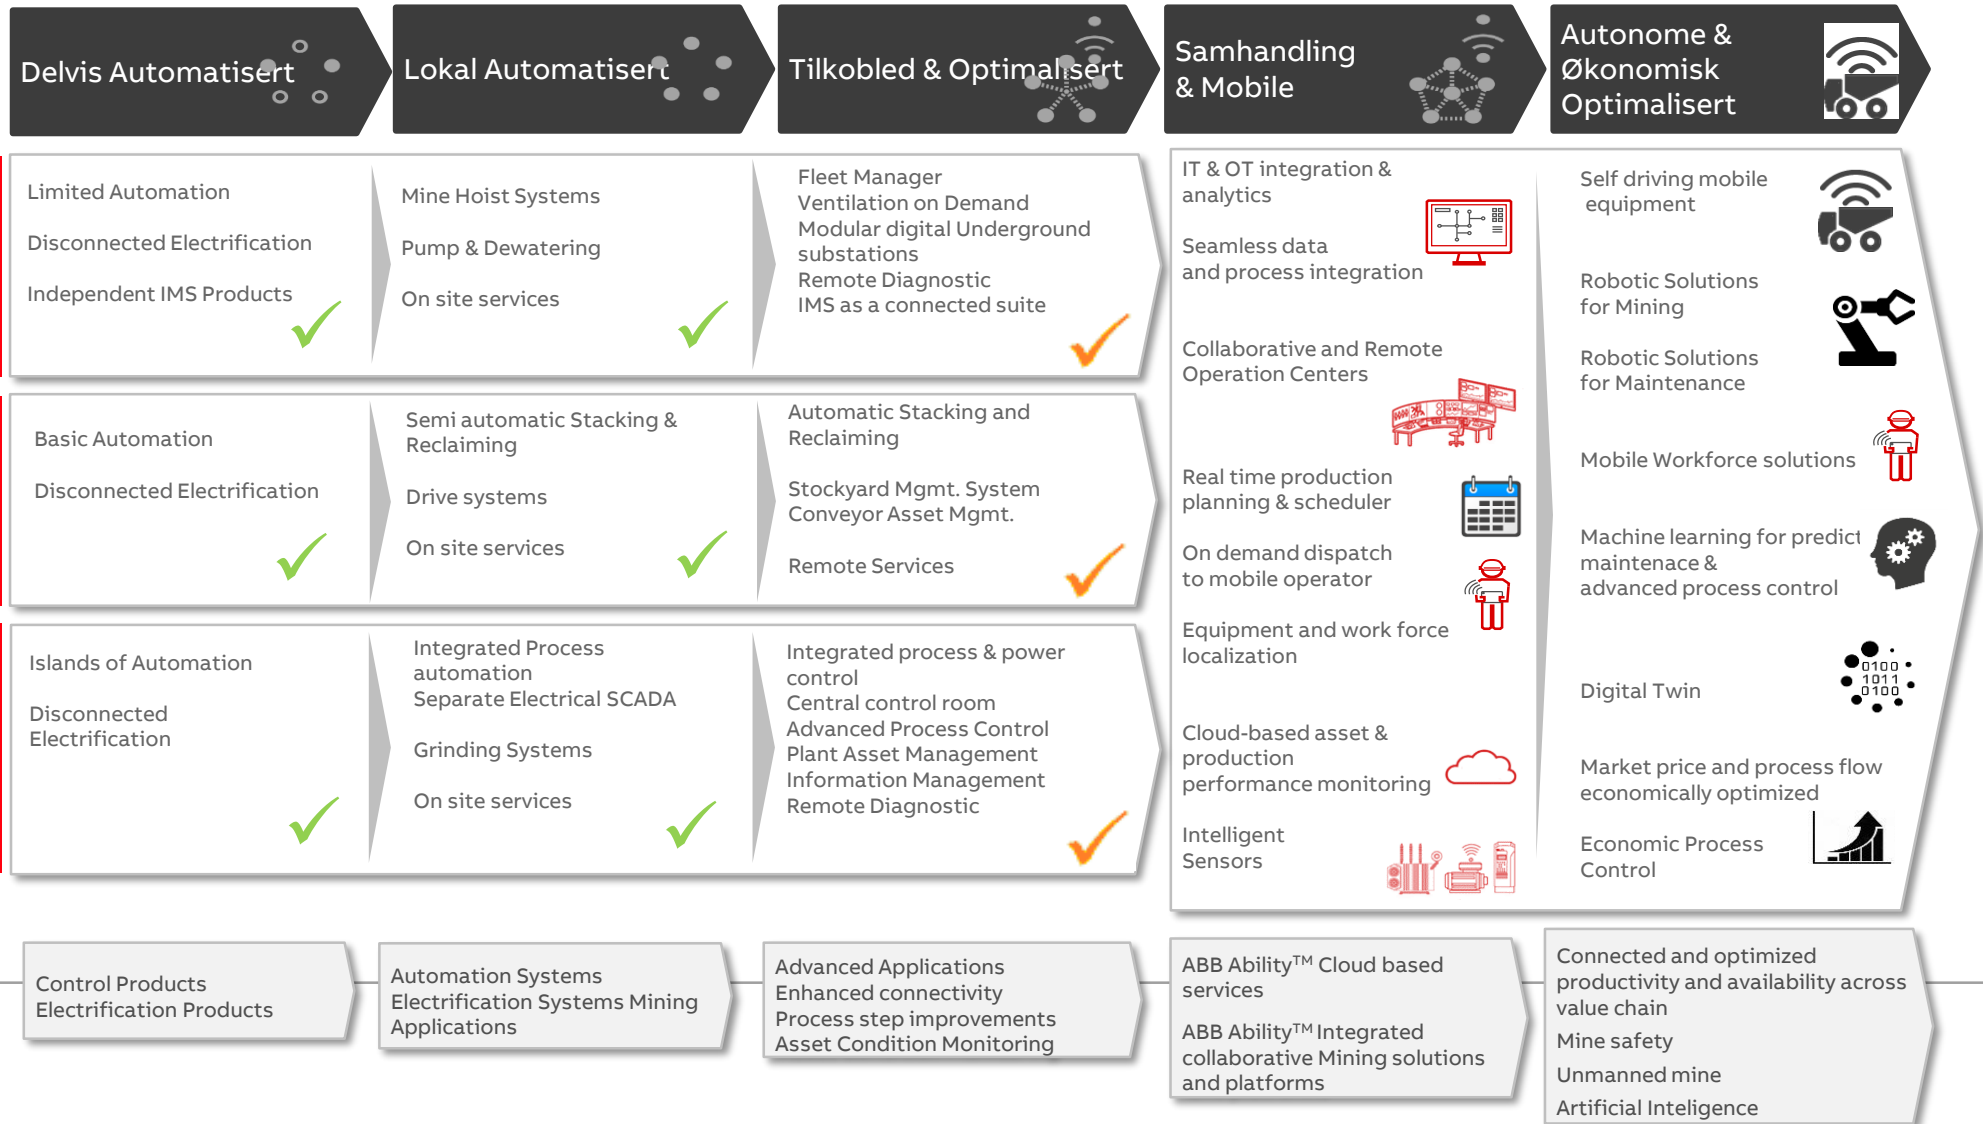 Delvis Automatisert
Lokal Automatisert
Tilkobled & Optimalisert
Samhandling
& Mobile
Autonome &
Økonomisk
Optimalisert
Limited Automation
Disconnected Electrification
Independent IMS Products
Mine Hoist Systems
Pump & Dewatering
On site services
Fleet Manager
Ventilation on Demand
Modular digital Underground
substations
Remote Diagnostic
IMS as a connected suite
Basic Automation
Disconnected Electrification
Semi automatic Stacking &
Reclaiming
Drive systems
On site services
Automatic Stacking and
Reclaiming
Stockyard Mgmt. System
Conveyor Asset Mgmt.
Remote Services
Islands of Automation
Disconnected
Electrification
Integrated Process
automation
Separate Electrical SCADA
Grinding Systems
On site services
Integrated process & power
control
Central control room
Advanced Process Control
Plant Asset Management
Information Management
Remote Diagnostic
IT & OT integration &
analytics
Seamless data
and process integration
Collaborative and Remote
Operation Centers
Real time production
planning & scheduler
On demand dispatch
to mobile operator
Equipment and work force
localization
Cloud-based asset &
production
performance monitoring
Intelligent
Sensors
Self driving mobile
equipment
Robotic Solutions
for Mining
Robotic Solutions
for Maintenance
Mobile Workforce solutions
Machine learning for predict
maintenace &
advanced process control
Digital Twin
0100
1011
0100
Market price and process flow
economically optimized
Economic Process
Control
Control Products
Electrification Products
Automation Systems
Electrification Systems Mining
Applications
Advanced Applications
Enhanced connectivity
Process step improvements
Asset Condition Monitoring
ABB Ability™ Cloud based
services
ABB Ability™ Integrated
collaborative Mining solutions
and platforms
Connected and optimized
productivity and availability across
value chain
Mine safety
Unmanned mine
Artificial Inteligence